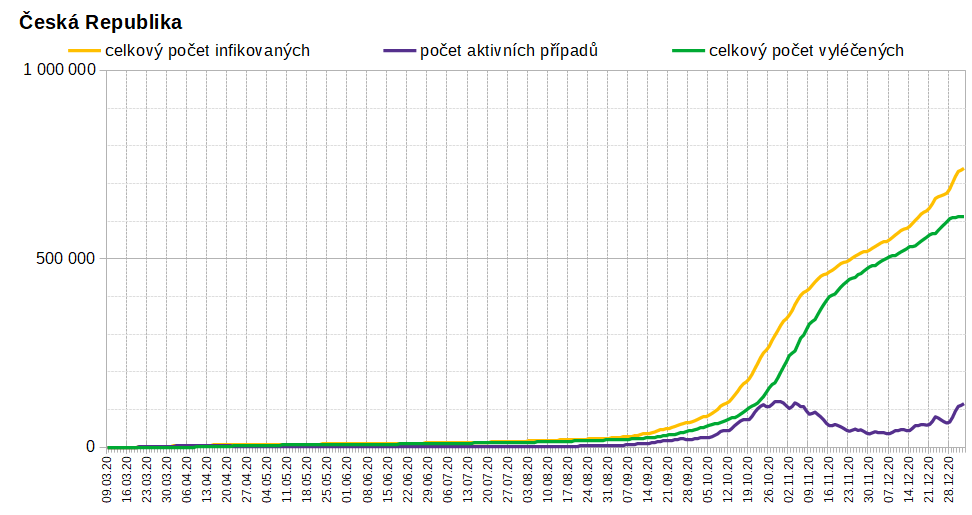 Česká Republika
celkový počet infikovaných počet aktivních případů celkový počet vyléčených
1 000 000
500 000
0
09.03.20 16.03.20 23.03.20 30.03.20 06.04.20 13.04.20 20.04.20 27.04.20 04.05.20 11.05.20 18.05.20 25.05.20 01.06.20 08.06.20 15.06.20 22.06.20 29.06.20 06.07.20 13.07.20 20.07.20 27.07.20 03.08.20 10.08.20 17.08.20 24.08.20 31.08.20 07.09.20 14.09.20 21.09.20 28.09.20 05.10.20 12.10.20 19.10.20 26.10.20 02.11.20 09.11.20 16.11.20 23.11.20 30.11.20 07.12.20 14.12.20 21.12.20 28.12.20